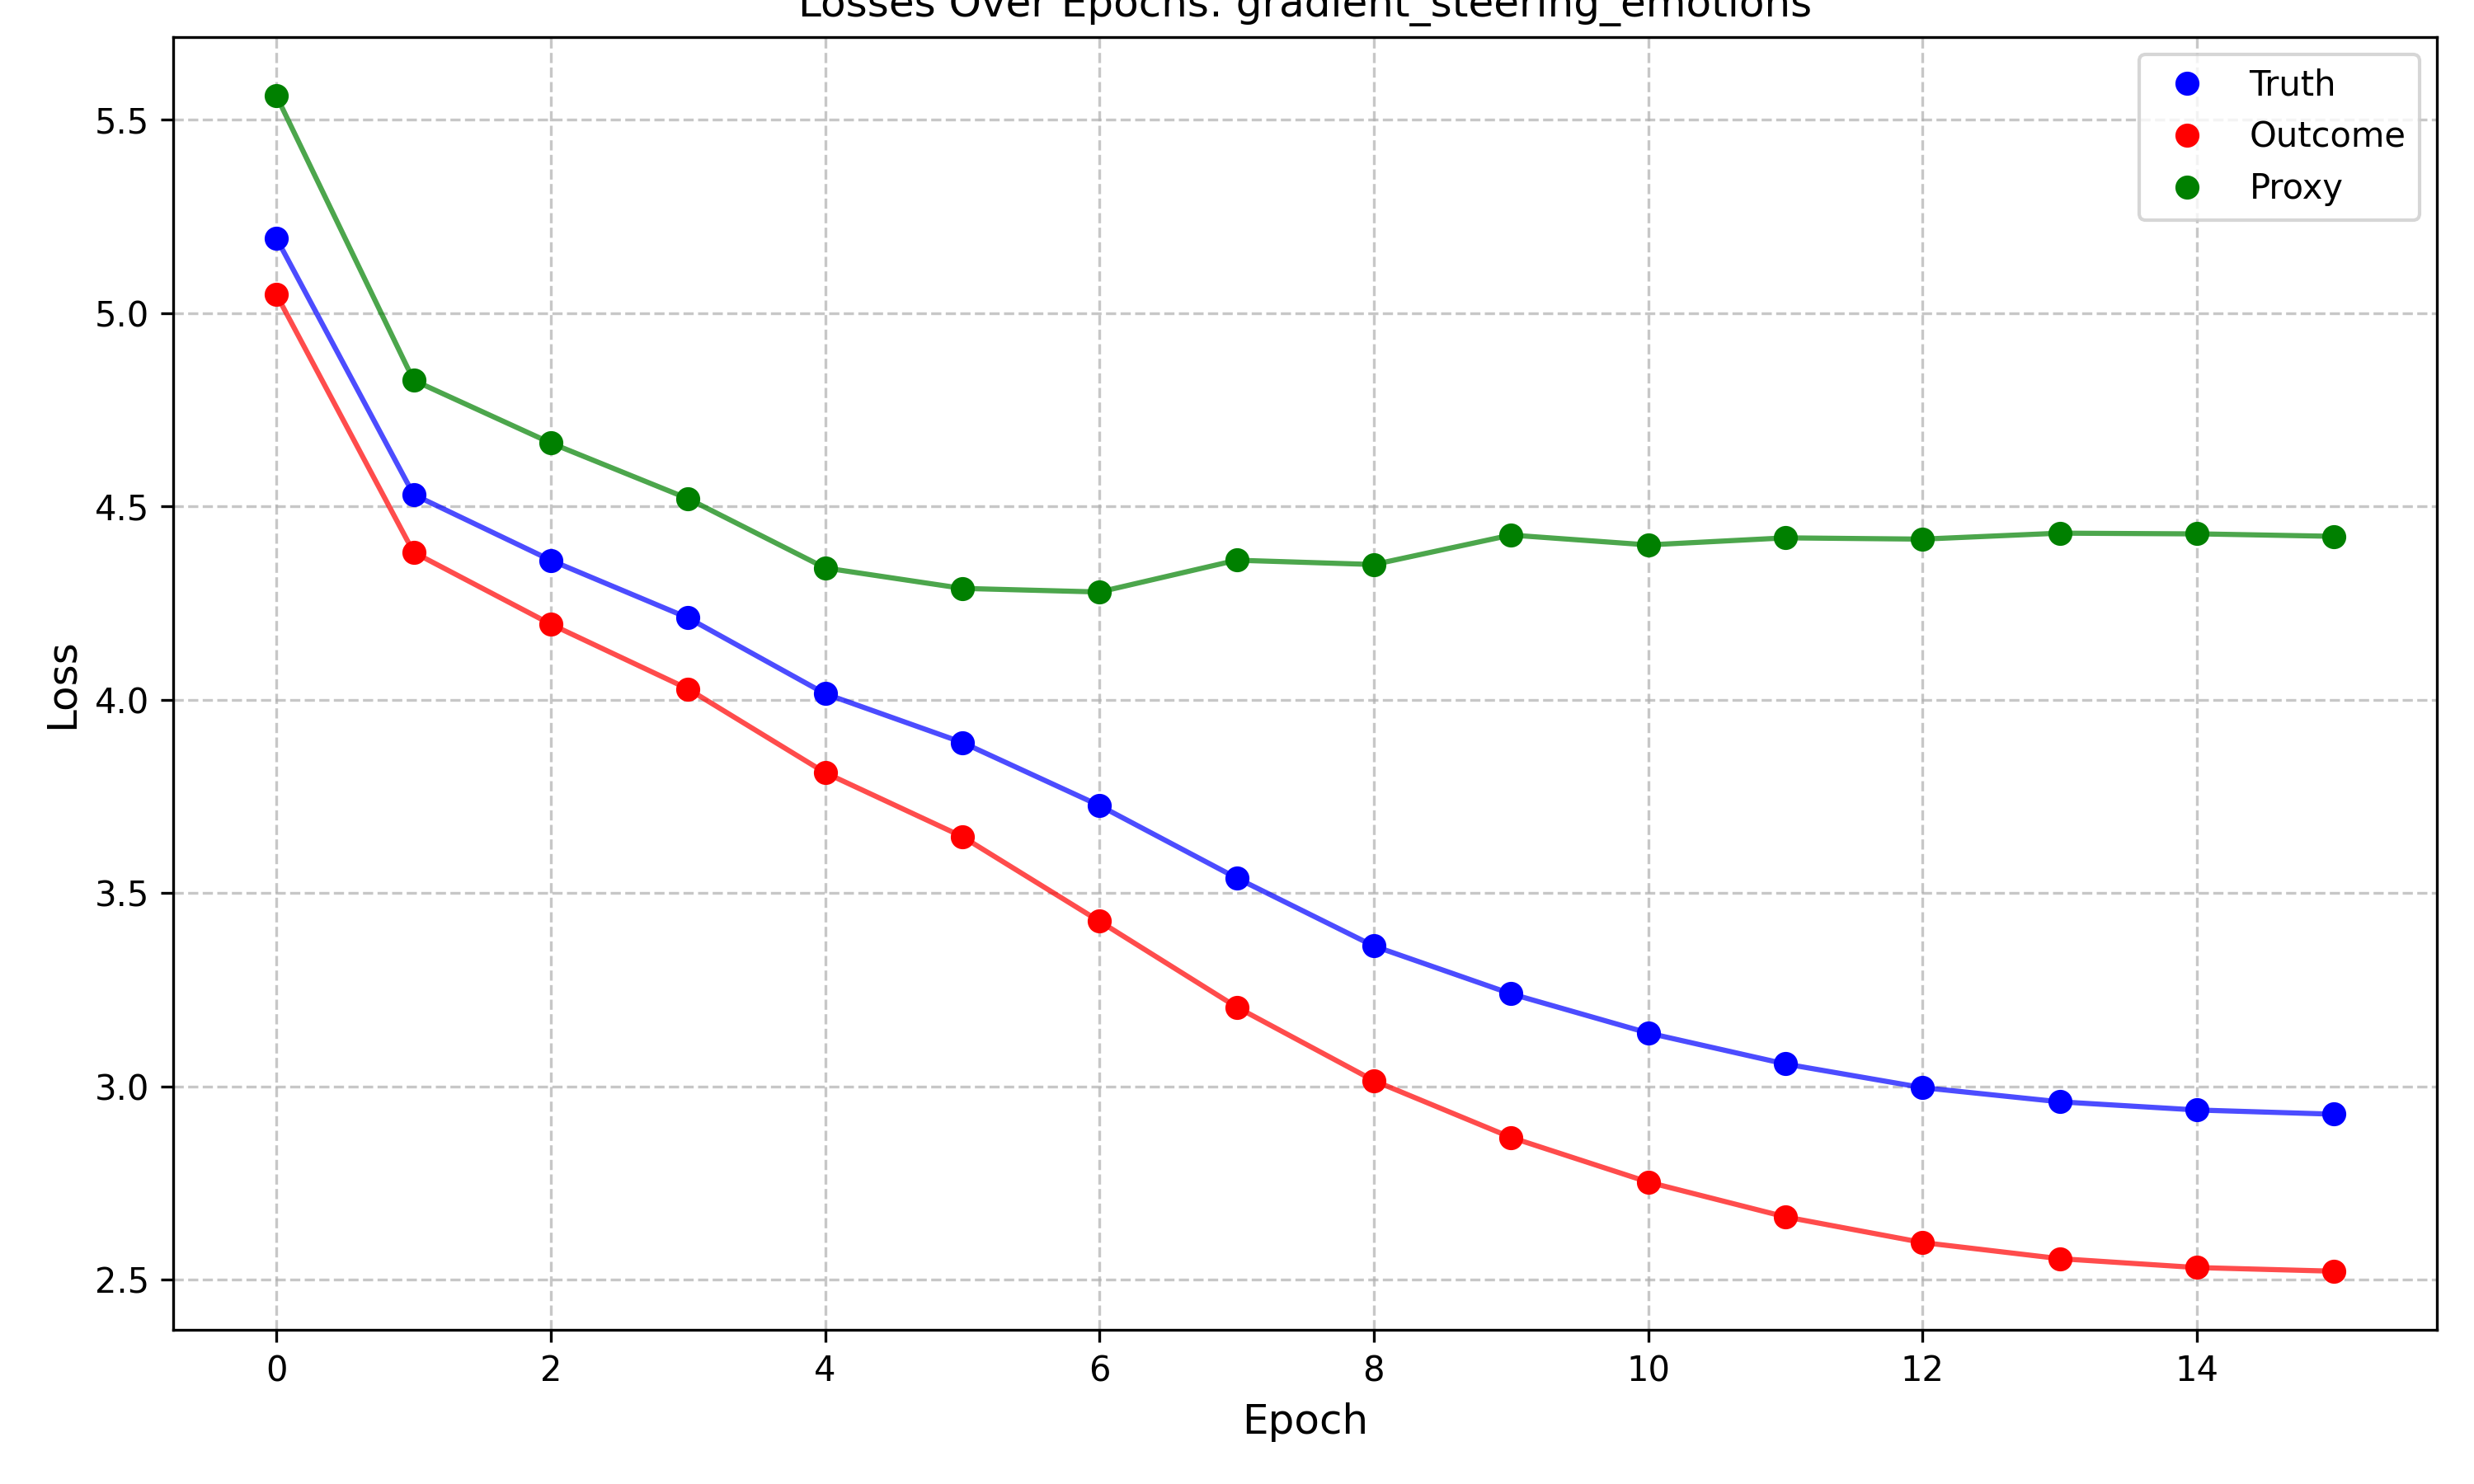 Losses Over Epochs: gradient_steering_emotions
Truth
Outcome
Proxy
5.5
5.0
4.5
4.0
3.5
3.0
2.5
Loss
0 2 4 6 8 10 12 14
Epoch